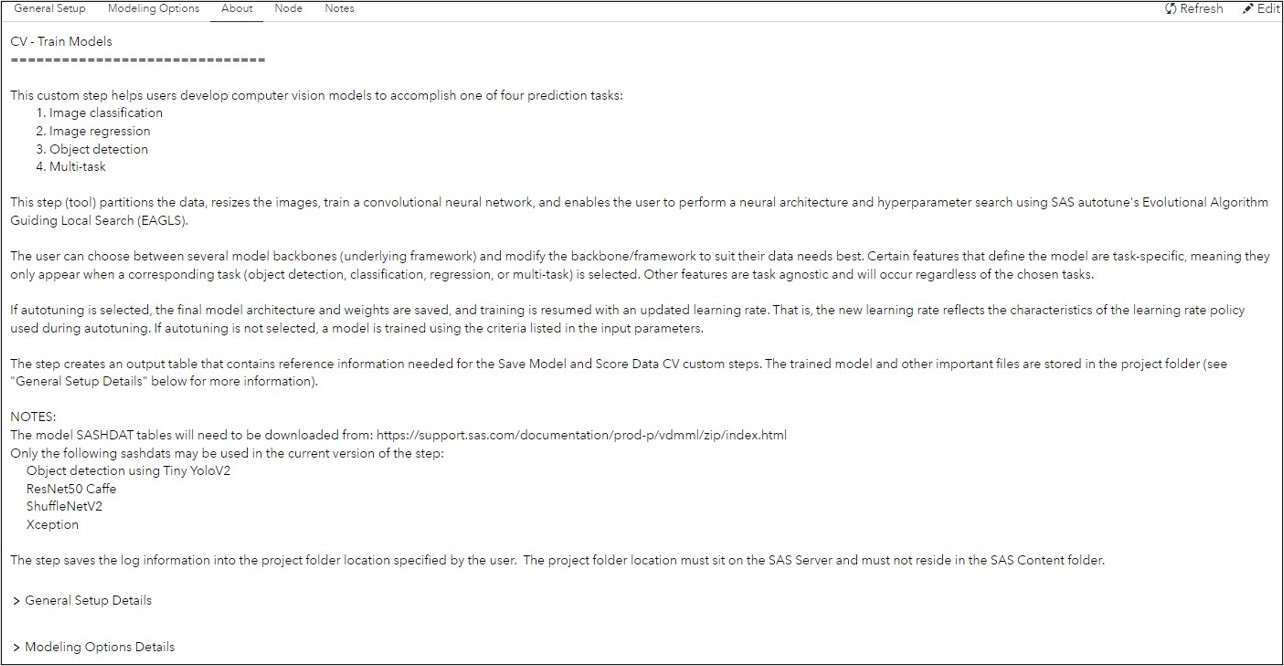 General Setup Modeling Options About Node Notes Refresh Edit
CV - Train Models
==============================
This custom step helps users develop computer vision models to accomplish one of four prediction tasks:
1. Image classification
2. Image regression
3. Object detection
4. Multi-task
This step (tool) partitions the data, resizes the images, train a convolutional neural network, and enables the user to perform a neural architecture and hyperparameter search using SAS autotune's Evolutional Algorithm
Guiding Local Search (EAGLS).
The user can choose between several model backbones (underlying framework) and modify the backbone/framework to suit their data needs best. Certain features that define the model are task-specific, meaning they
only appear when a corresponding task (object detection, classification, regression, or multi-task) is selected. Other features are task agnostic and will occur regardless of the chosen tasks.
If autotuning is selected, the final model architecture and weights are saved, and training is resumed with an updated learning rate. That is, the new learning rate reflects the characteristics of the learning rate policy
used during autotuning. If autotuning is not selected, a model is trained using the criteria listed in the input parameters.
The step creates an output table that contains reference information needed for the Save Model and Score Data CV custom steps. The trained model and other important files are stored in the project folder (see
"General Setup Details" below for more information).
NOTES:
The model SASHDAT tables will need to be downloaded from: https://support.sas.com/documentation/prod-p/vdmml/zip/index.html
Only the following sashdats may be used in the current version of the step:
Object detection using Tiny YoloV2
ResNet50 Caffe
ShuffleNetV2
Xception
The step saves the log information into the project folder location specified by the user. The project folder location must sit on the SAS Server and must not reside in the SAS Content folder.
> General Setup Details
> Modeling Options Details